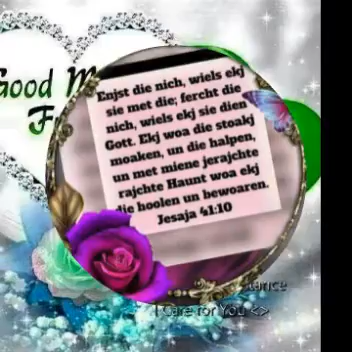 Good M
Fr
Enjst die nich, wiels ekj
sie met die; fercht die
nich, wiels ekj sie dien
Gott. Ekj woa die stoakj
moaken, un die halpen,
un met miene jerajchte
rajchte Haunt woa ekj
die hoolen un bewoaren.
Jesaja 41:10
tance
I Care for You <>